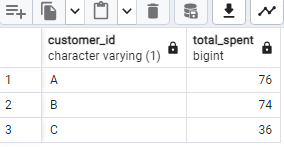 customer_id total_spent
character varying (1) bigint
1 A 76
2 B 74
3 C 36